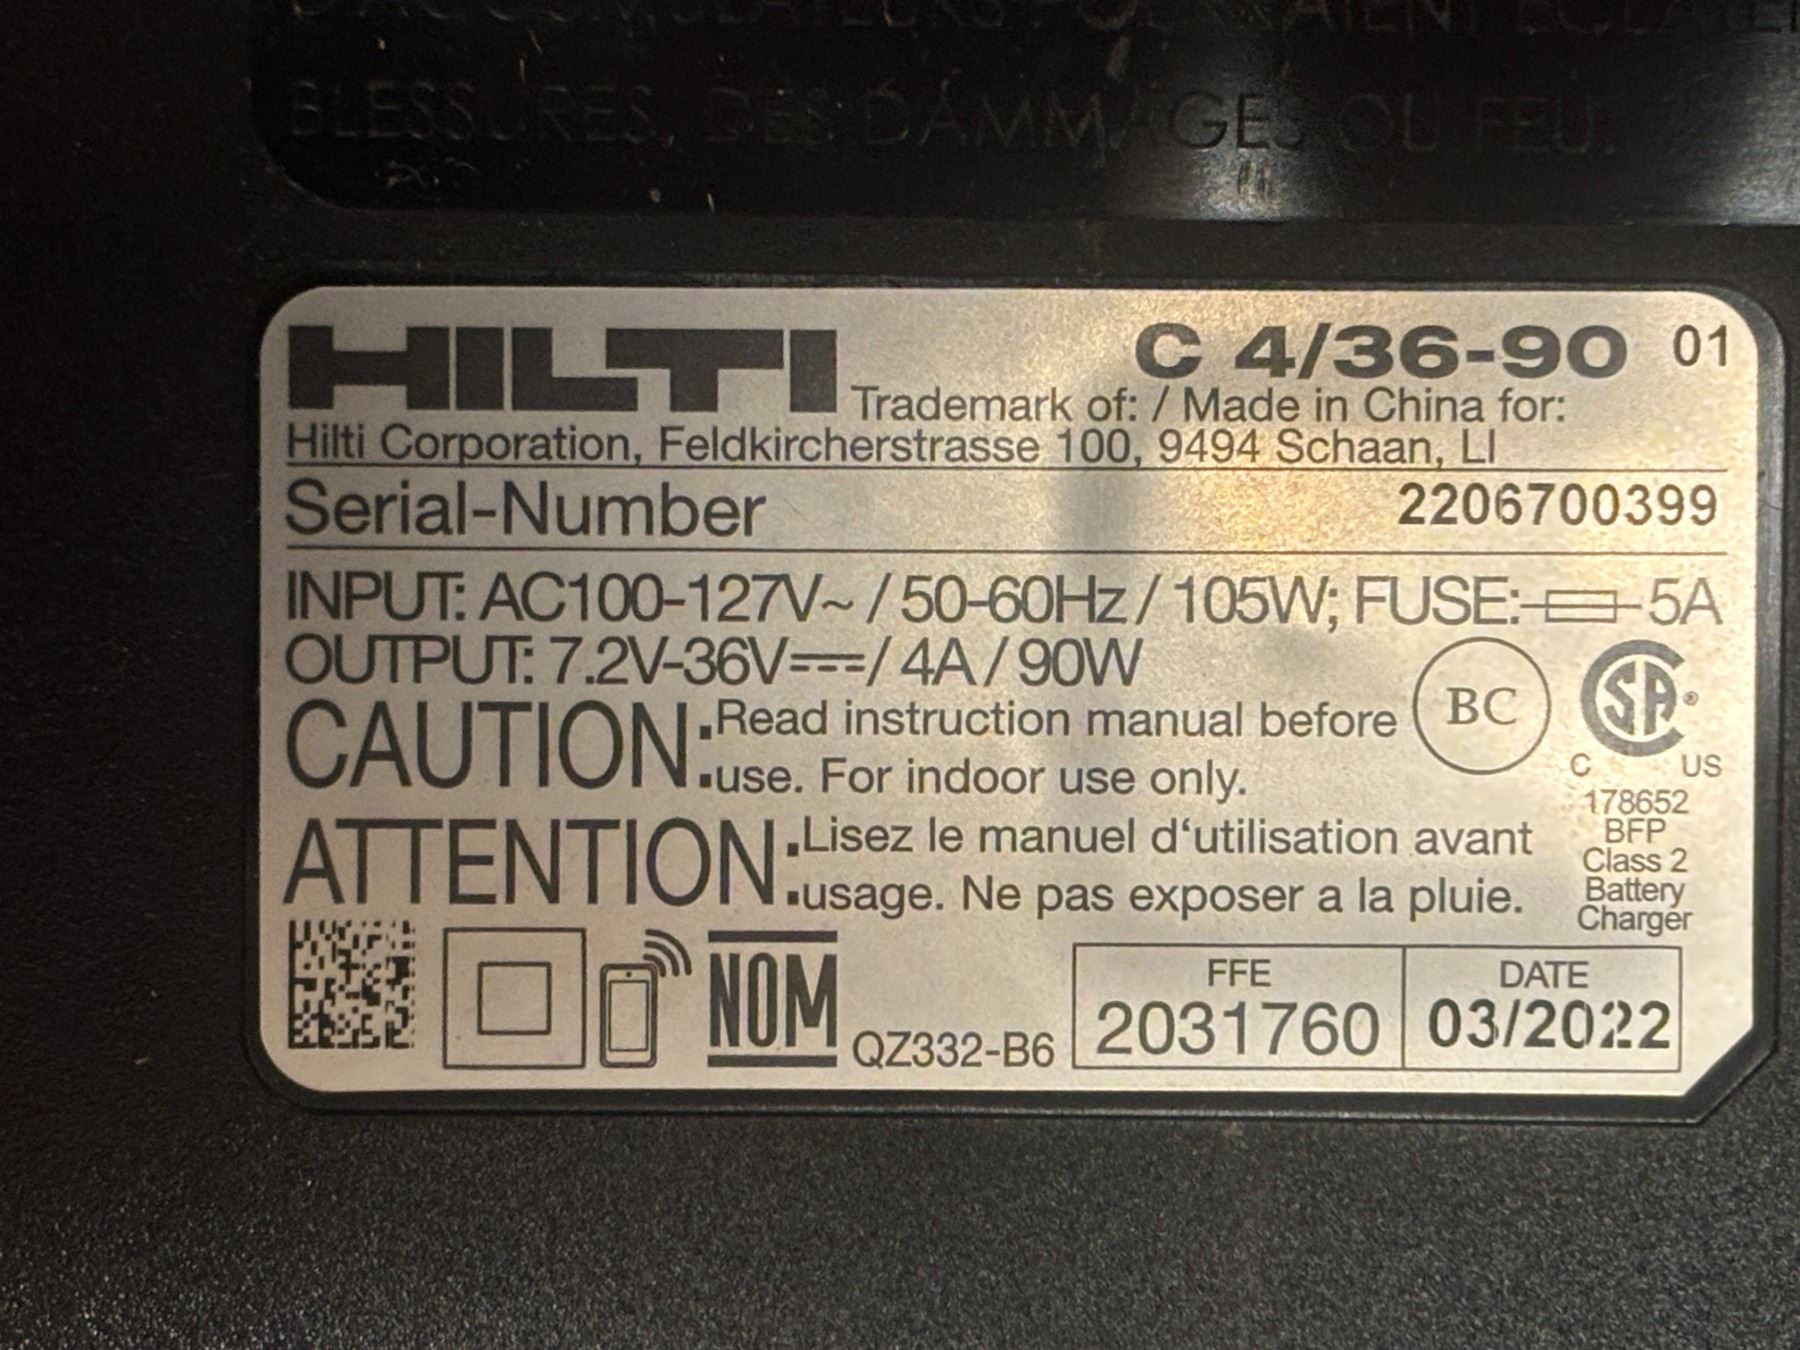 BLESSURES, DES DAMMAGES OU FEU.
HILTI C 4/36-90 01
Trademark of: / Made in China for:
Hilti Corporation, Feldkircherstrasse 100, 9494 Schaan, LI
Serial-Number 2206700399
INPUT: AC100-127V~ / 50-60Hz / 105W; FUSE: 5A
OUTPUT: 7.2V-36V⎓/ 4A / 90W
CAUTION: Read instruction manual before
use. For indoor use only.
BC
CSA®
C US
178652
BFP
Class 2
Battery
Charger
ATTENTION: Lisez le manuel d‘utilisation avant
usage. Ne pas exposer a la pluie.
NOM
QZ332-B6
FFE
2031760
DATE
03/2022